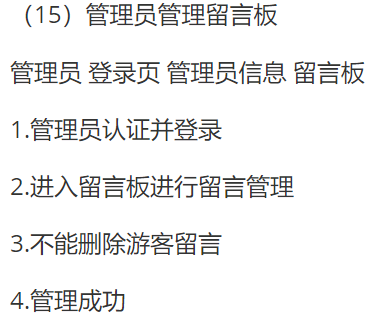 （15）管理员管理留言板
管理员 登录页 管理员信息 留言板
1.管理员认证并登录
2.进入留言板进行留言管理
3.不能删除游客留言
4.管理成功